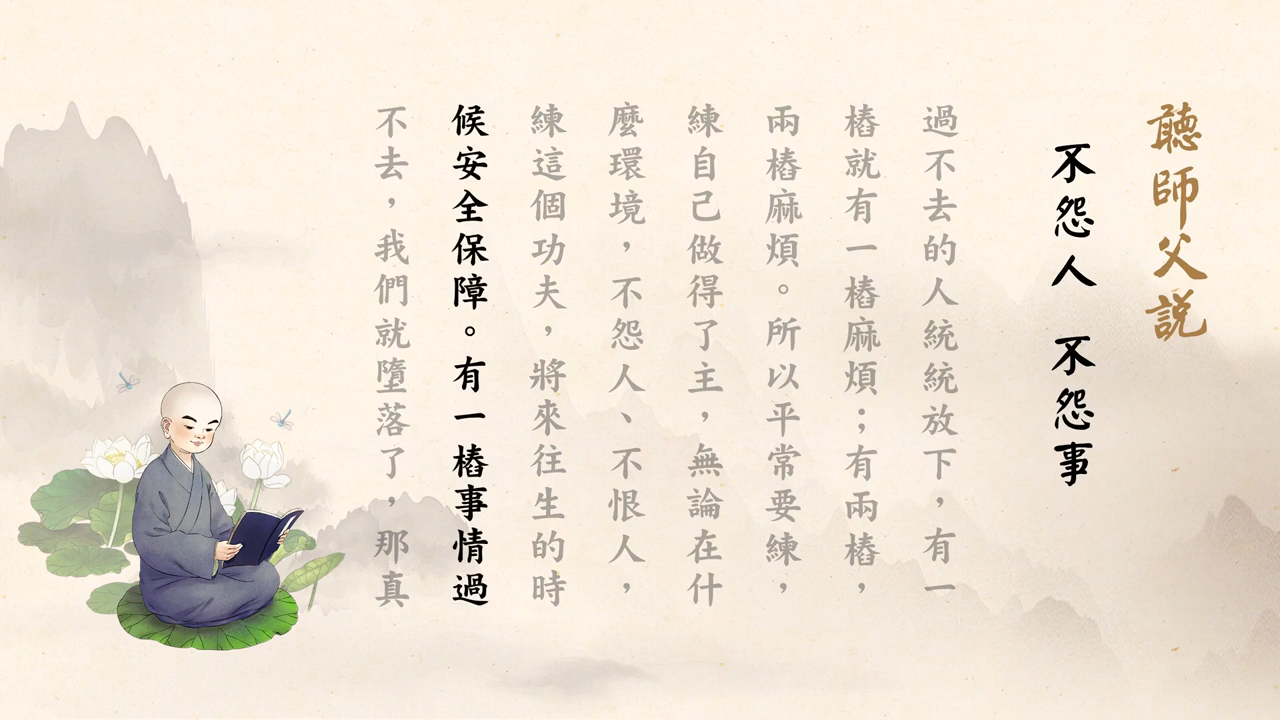 聽師父説
不怨人　不怨事
過不去的人統統放下，有一
樁就有一樁麻煩；有兩樁，
兩樁麻煩。所以平常要練，
練自己做得了主，無論在什
麼環境，不怨人、不恨人，
練這個功夫，將來往生的時
候安全保障。有一樁事情過
不去，我們就墮落了，那真